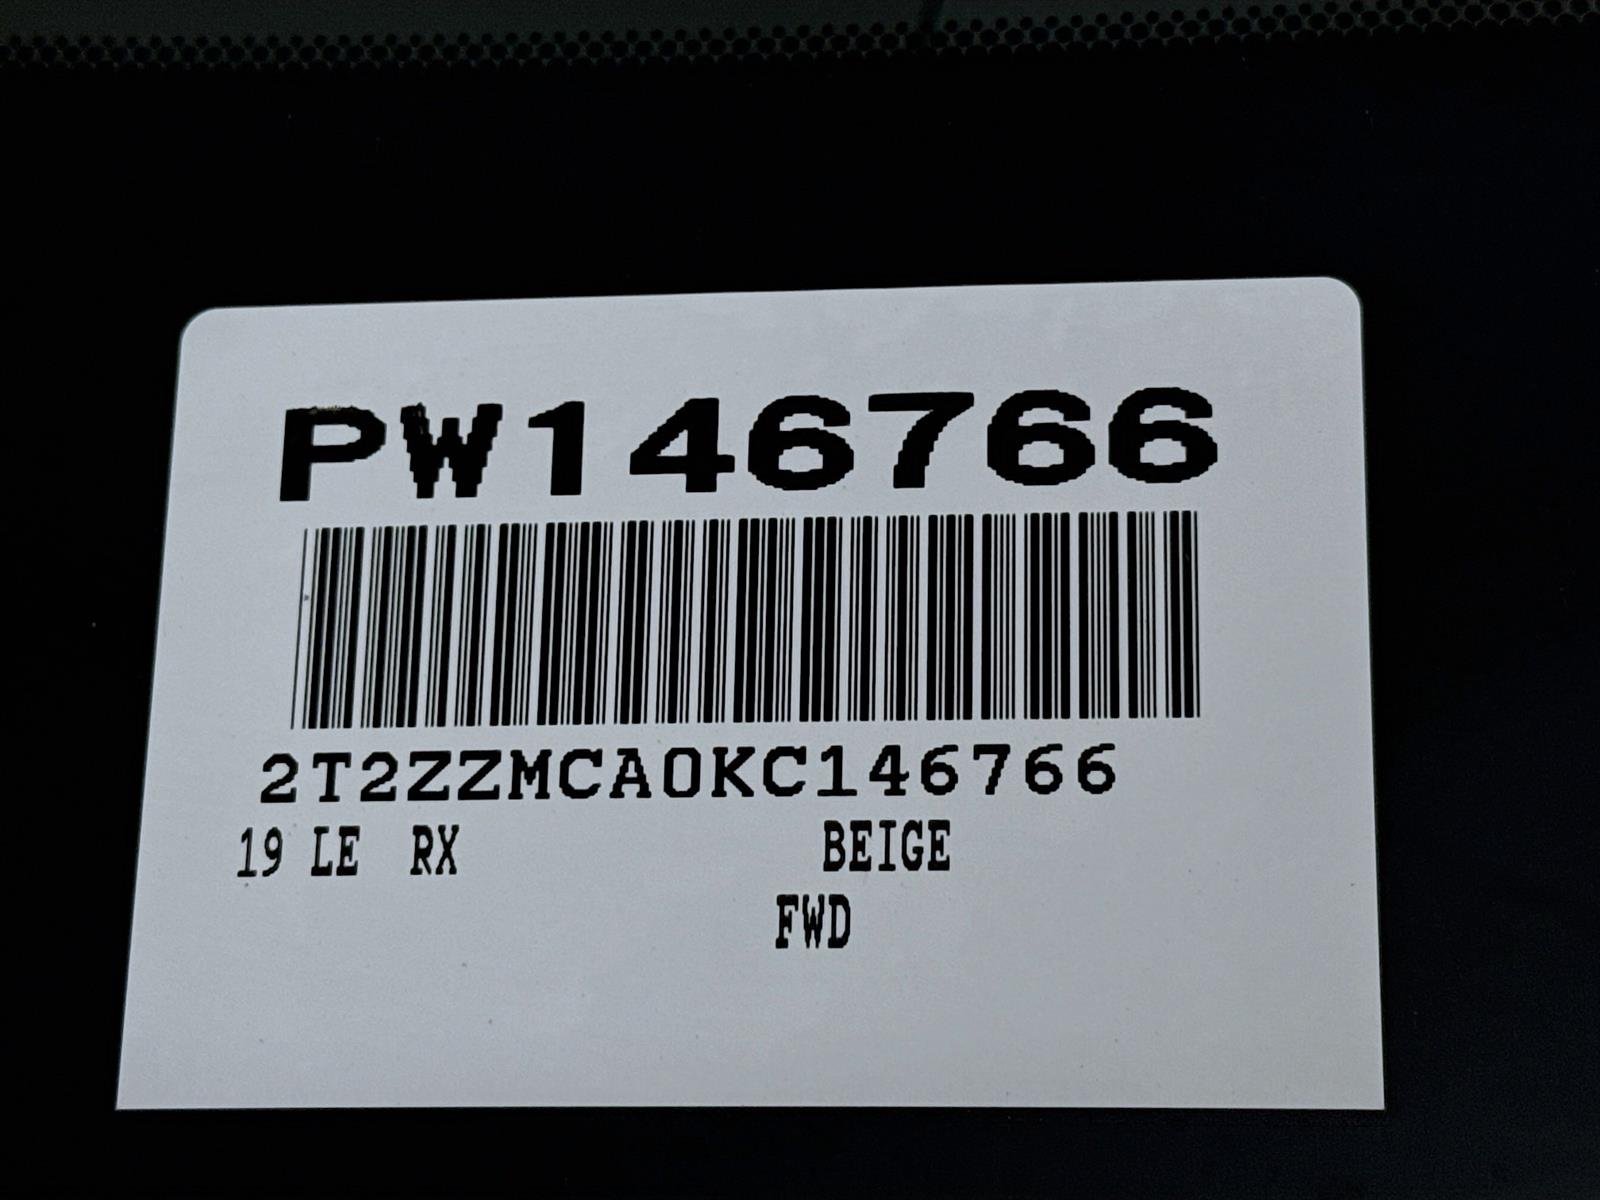 PW146766
2T2ZZMCA0KC146766
19 LE RX BEIGE
FWD